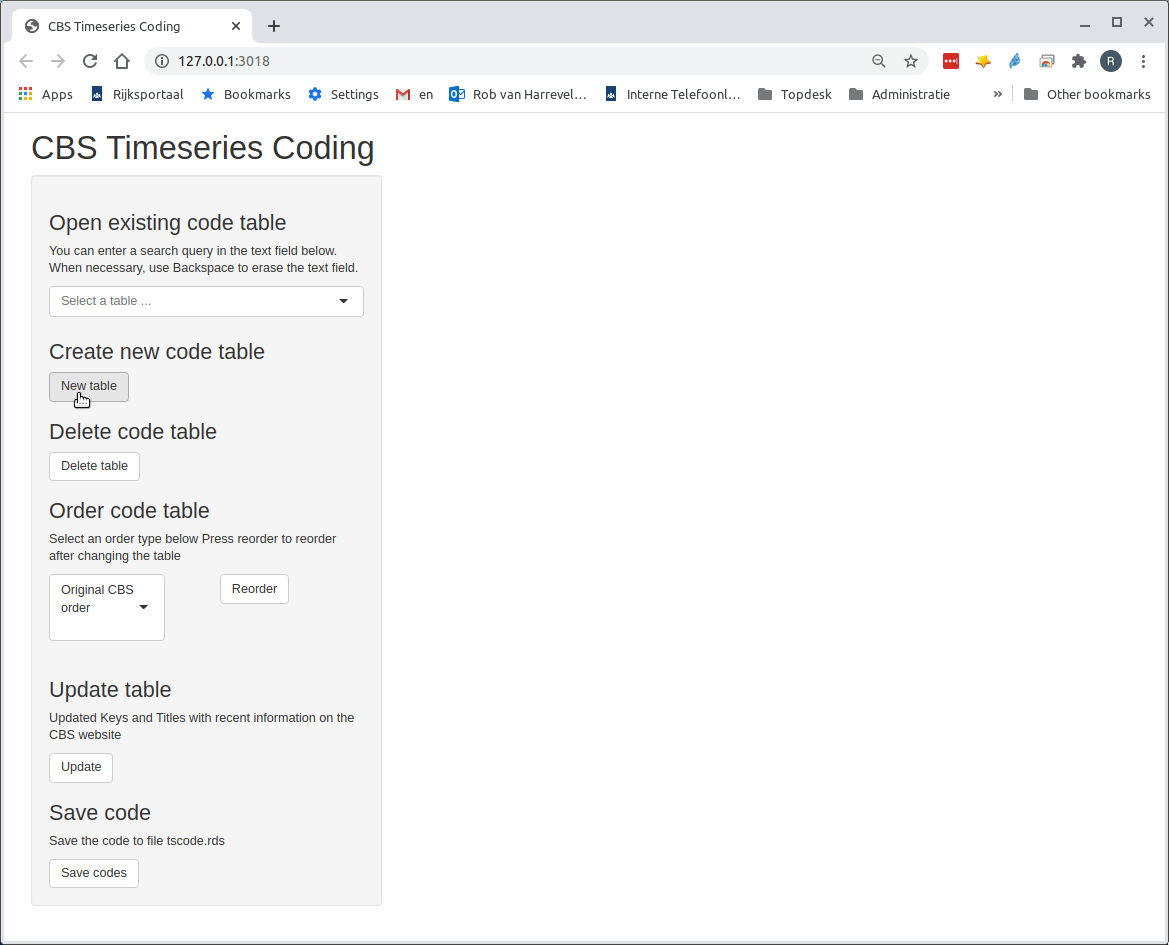 CBS Timeseries Coding
127.0.0.1:3018
R
Apps Rijksportaal Bookmarks Settings en Rob van Harrevel... Interne Telefoonl... Topdesk Administratie » Other bookmarks
CBS Timeseries Coding
Open existing code table
You can enter a search query in the text field below.
When necessary, use Backspace to erase the text field.
Select a table ...
Create new code table
New table
Delete code table
Delete table
Order code table
Select an order type below Press reorder to reorder
after changing the table
Original CBS
order
Reorder
Update table
Updated Keys and Titles with recent information on the
CBS website
Update
Save code
Save the code to file tscode.rds
Save codes